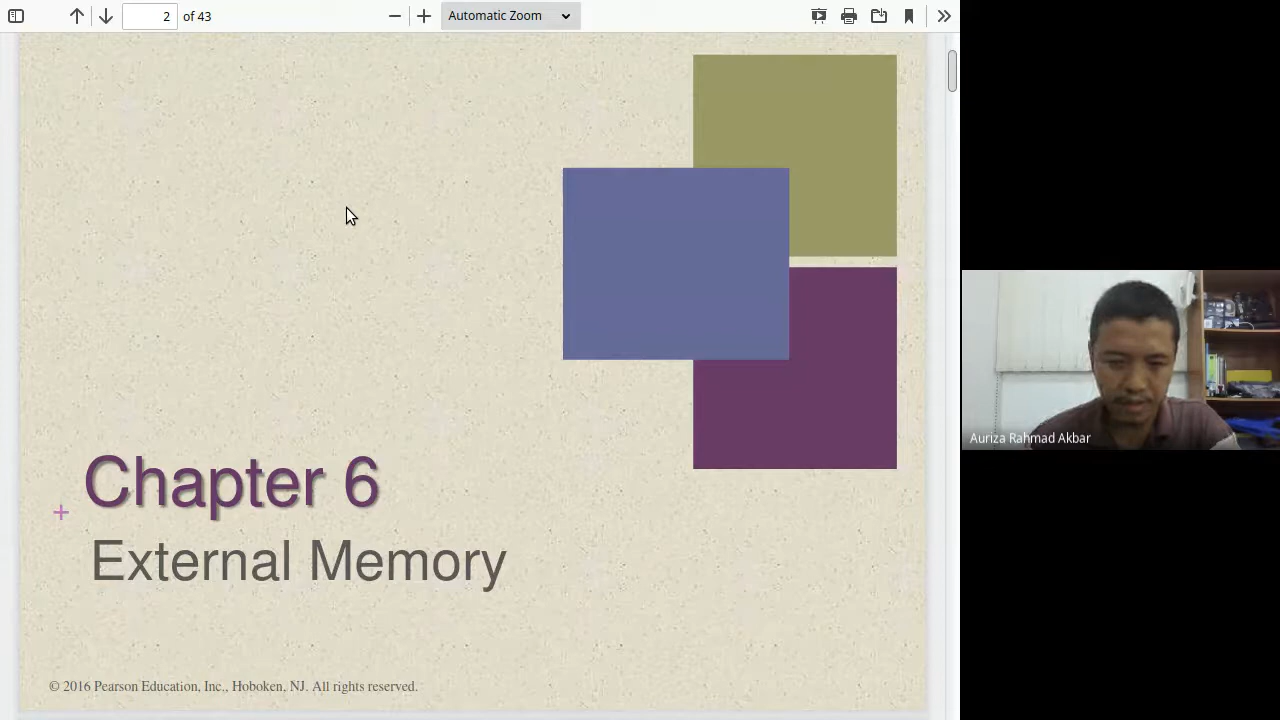 2 of 43 Automatic Zoom
Chapter 6
+
External Memory
© 2016 Pearson Education, Inc., Hoboken, NJ. All rights reserved.
Auriza Rahmad Akbar